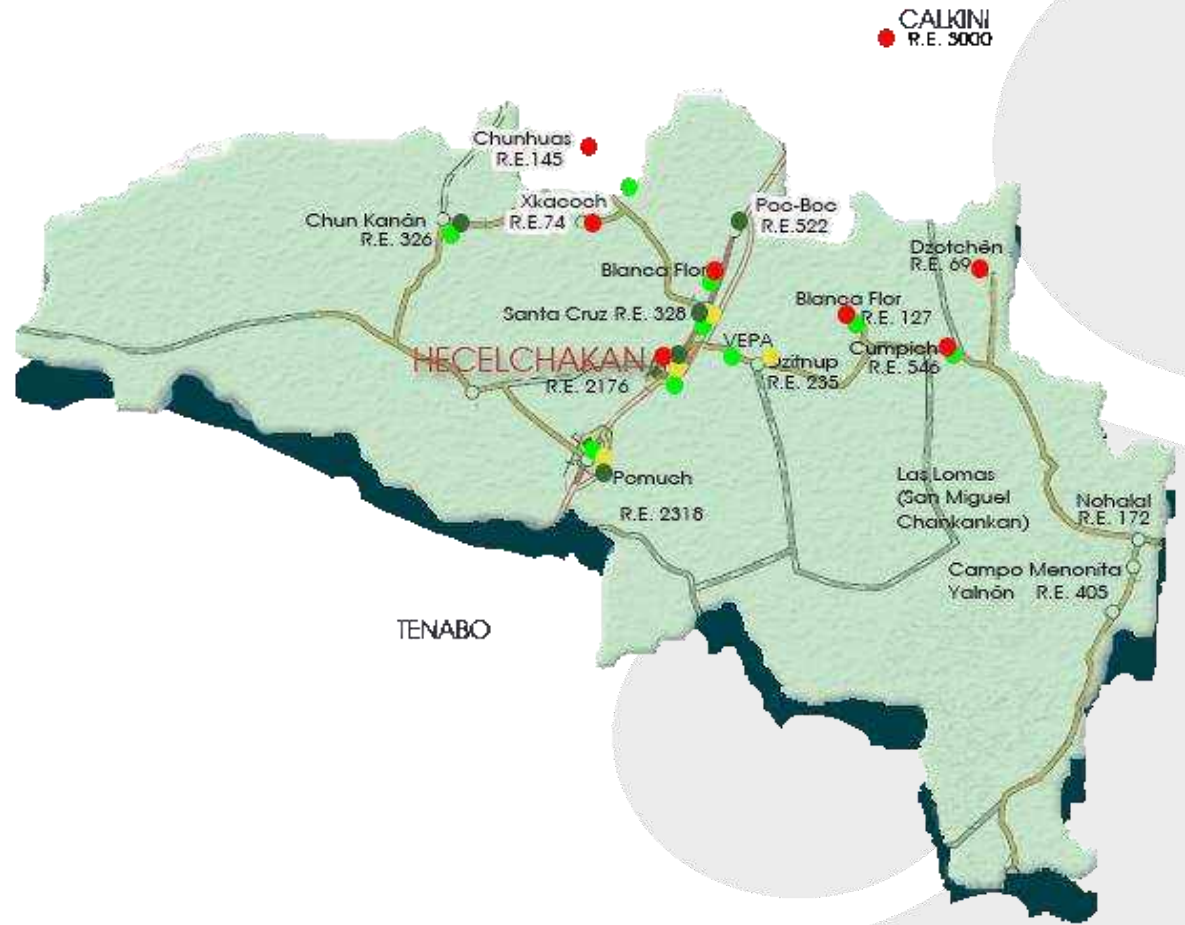 CALKINI
R.E. 3000
Chunhuas
R.E.145
Xkacoch
R.E.74
Poc-Boc
R.E.522
Chun Kanán
R.E. 326
Dzotchén
R.E. 69
Blanca Flor
Blanca Flor
R.E. 127
Santa Cruz R.E. 328
VEPA
Cumpich
R.E. 546
HECELCHAKAN
R.E. 2176
Dzitnup
R.E. 235
Pomuch
R.E. 2318
Las Lomas
(San Miguel
Chankankan)
Nohalal
R.E. 172
Campo Menonita
Yalnón R.E. 405
TENABO